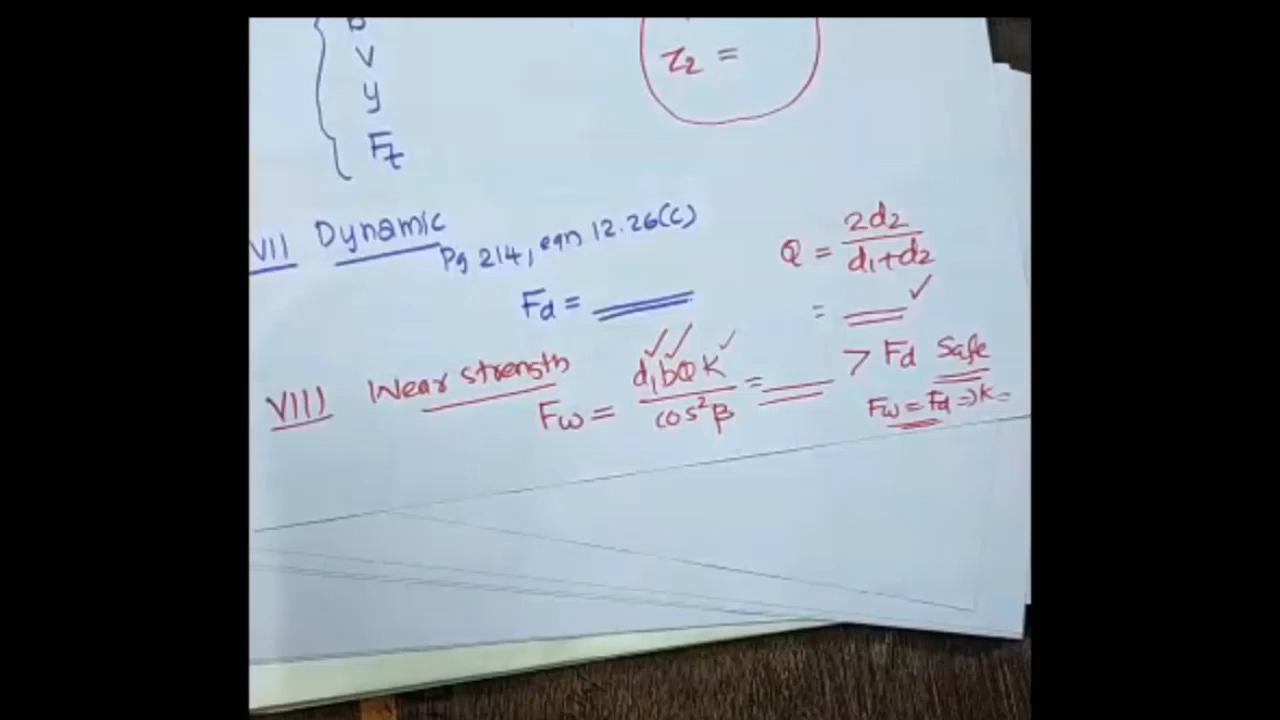 b
V
y
Ft
Z2 =
VII Dynamic
Pg 214, eqn 12.26(c)
Fd =
Q = 2d2 / d1+d2
= ✓
VIII) Wear strength
Fw = d1bQK / cos²β = > Fd Safe
Fw = Fd => K =